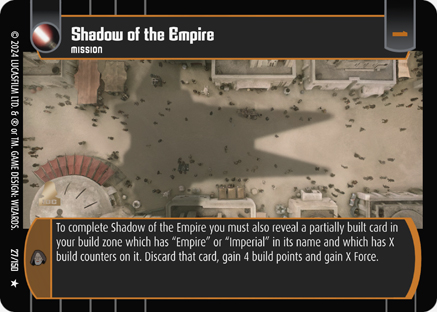 Shadow of the Empire
MISSION
© 2024 LUCASFILM LTD. & ® or TM. GAME DESIGN: WIZARDS.
27/150
To complete Shadow of the Empire you must also reveal a partially built card in
your build zone which has "Empire" or "Imperial" in its name and which has X
build counters on it. Discard that card, gain 4 build points and gain X Force.